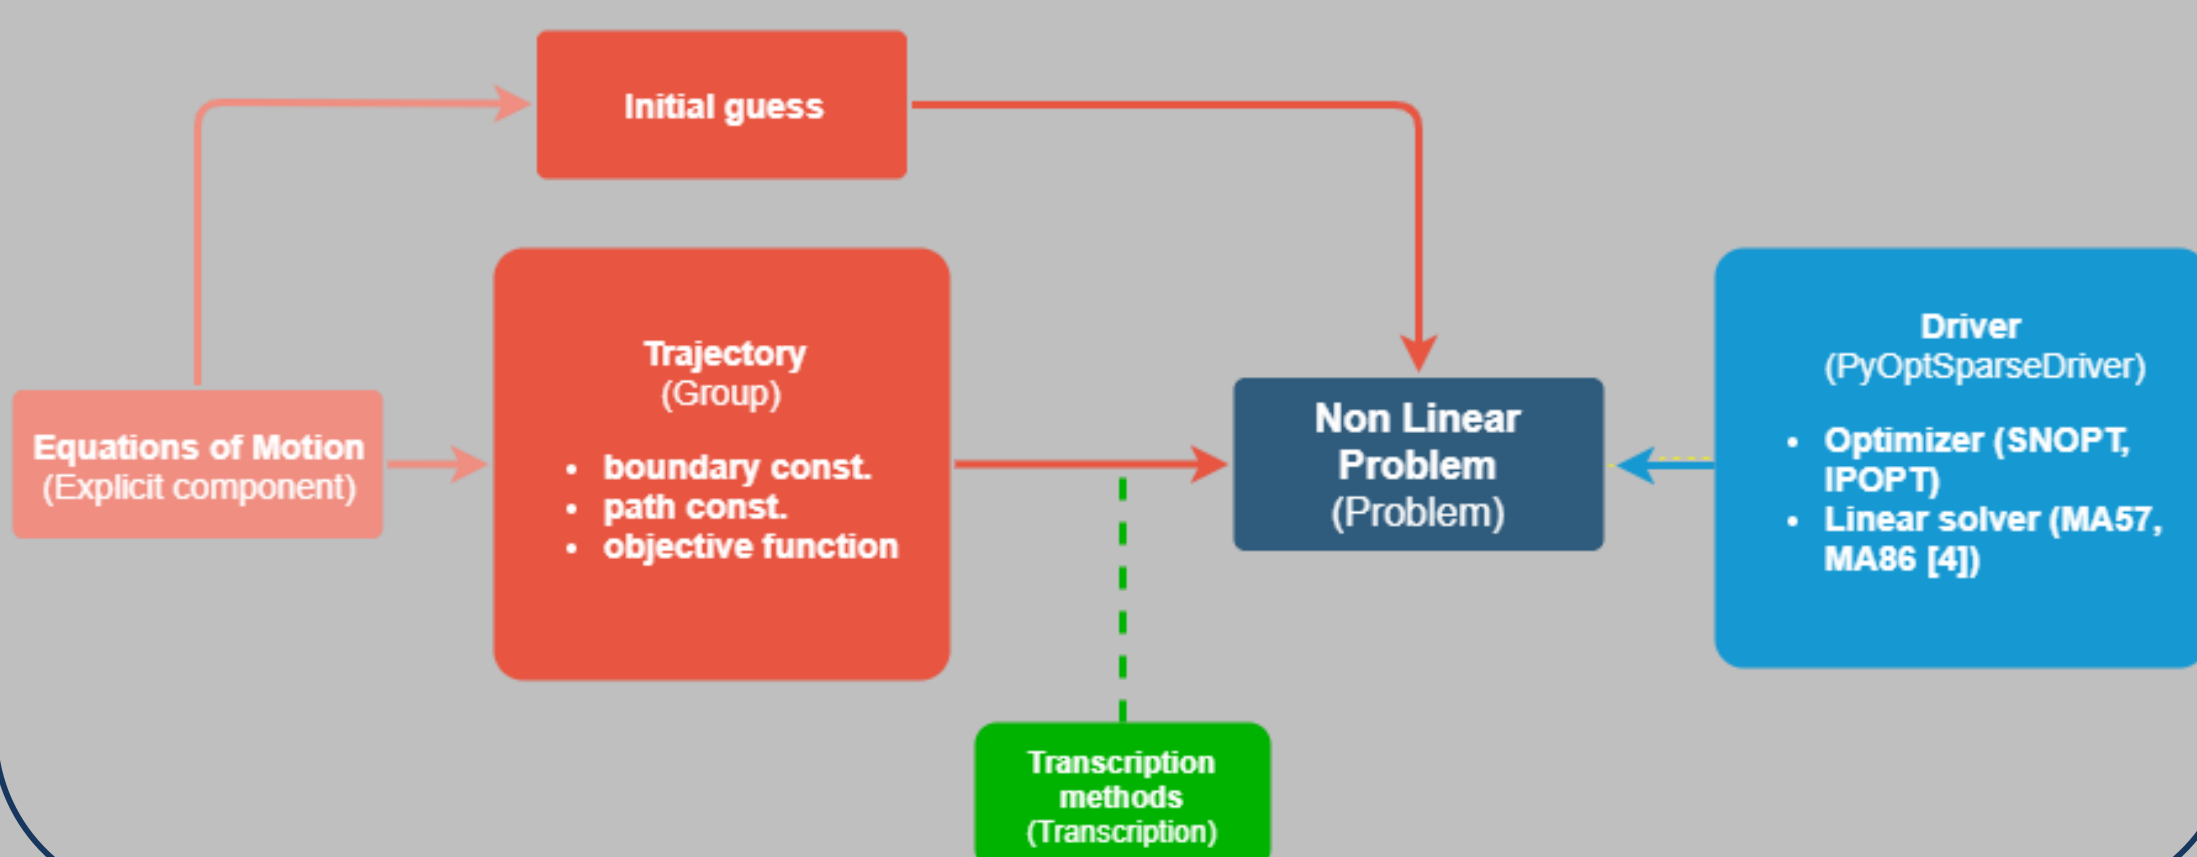 Initial guess
Equations of Motion
(Explicit component)
Trajectory
(Group)
• boundary const.
• path const.
• objective function
Non Linear
Problem
(Problem)
Driver
(PyOptSparseDriver)
• Optimizer (SNOPT,
IPOPT)
• Linear solver (MA57,
MA86 [4])
Transcription
methods
(Transcription)